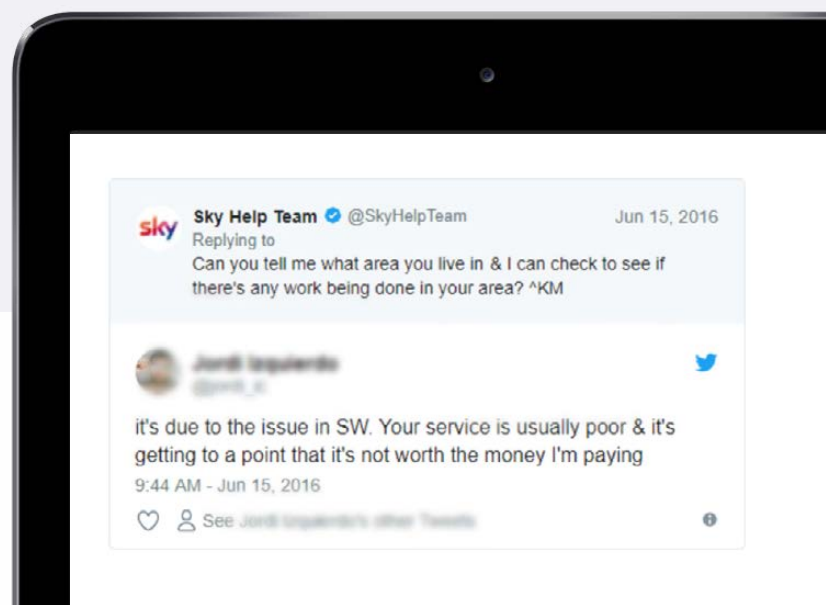 sky
Sky Help Team @SkyHelpTeam
Jun 15, 2016
Replying to
Can you tell me what area you live in & I can check to see if
there's any work being done in your area? ^KM
it's due to the issue in SW. Your service is usually poor & it's
getting to a point that it's not worth the money I'm paying
9:44 AM - Jun 15, 2016
See